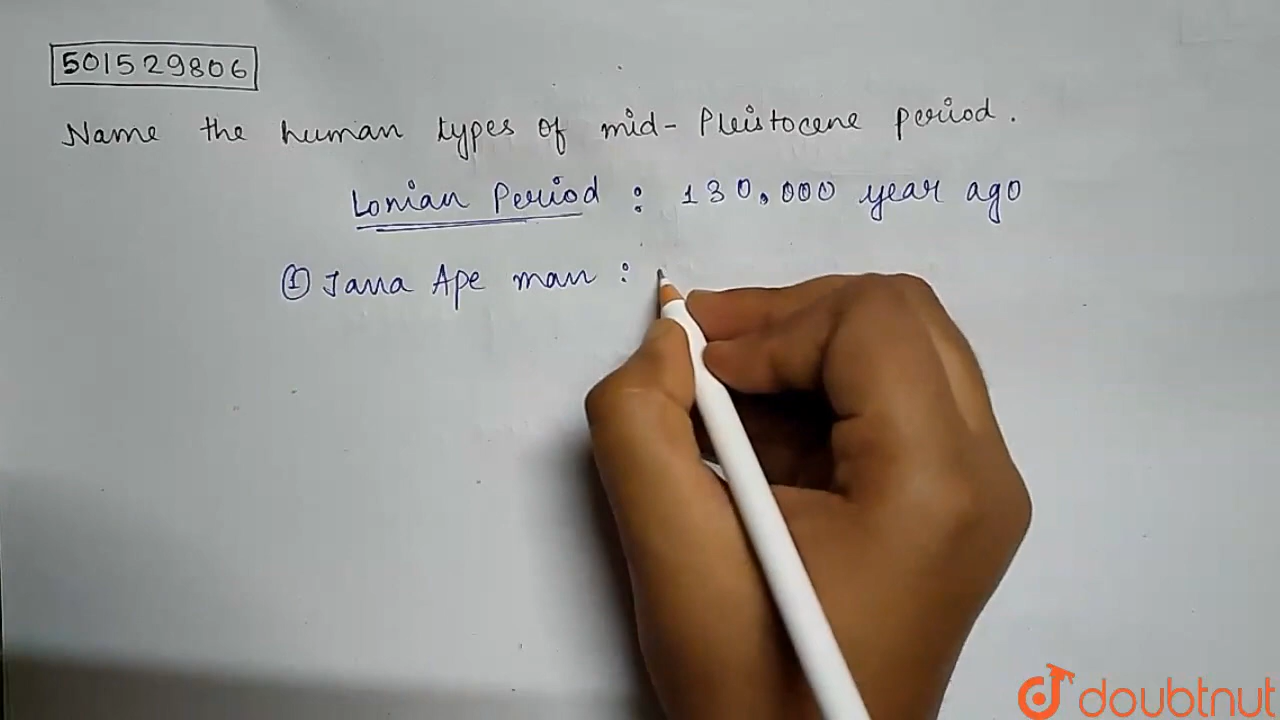 501529806
Name the human types of mid-Pleistocene period.
Ionian Period : 130,000 year ago
① Java Ape man :
doubtnut